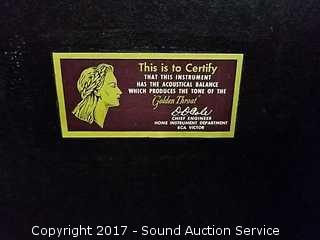 This is to Certify
THAT THIS INSTRUMENT
HAS THE ACOUSTICAL BALANCE
WHICH PRODUCES THE TONE OF THE
"Golden Throat"
CHIEF ENGINEER
HOME INSTRUMENT DEPARTMENT
RCA VICTOR
Copyright 2017 - Sound Auction Service